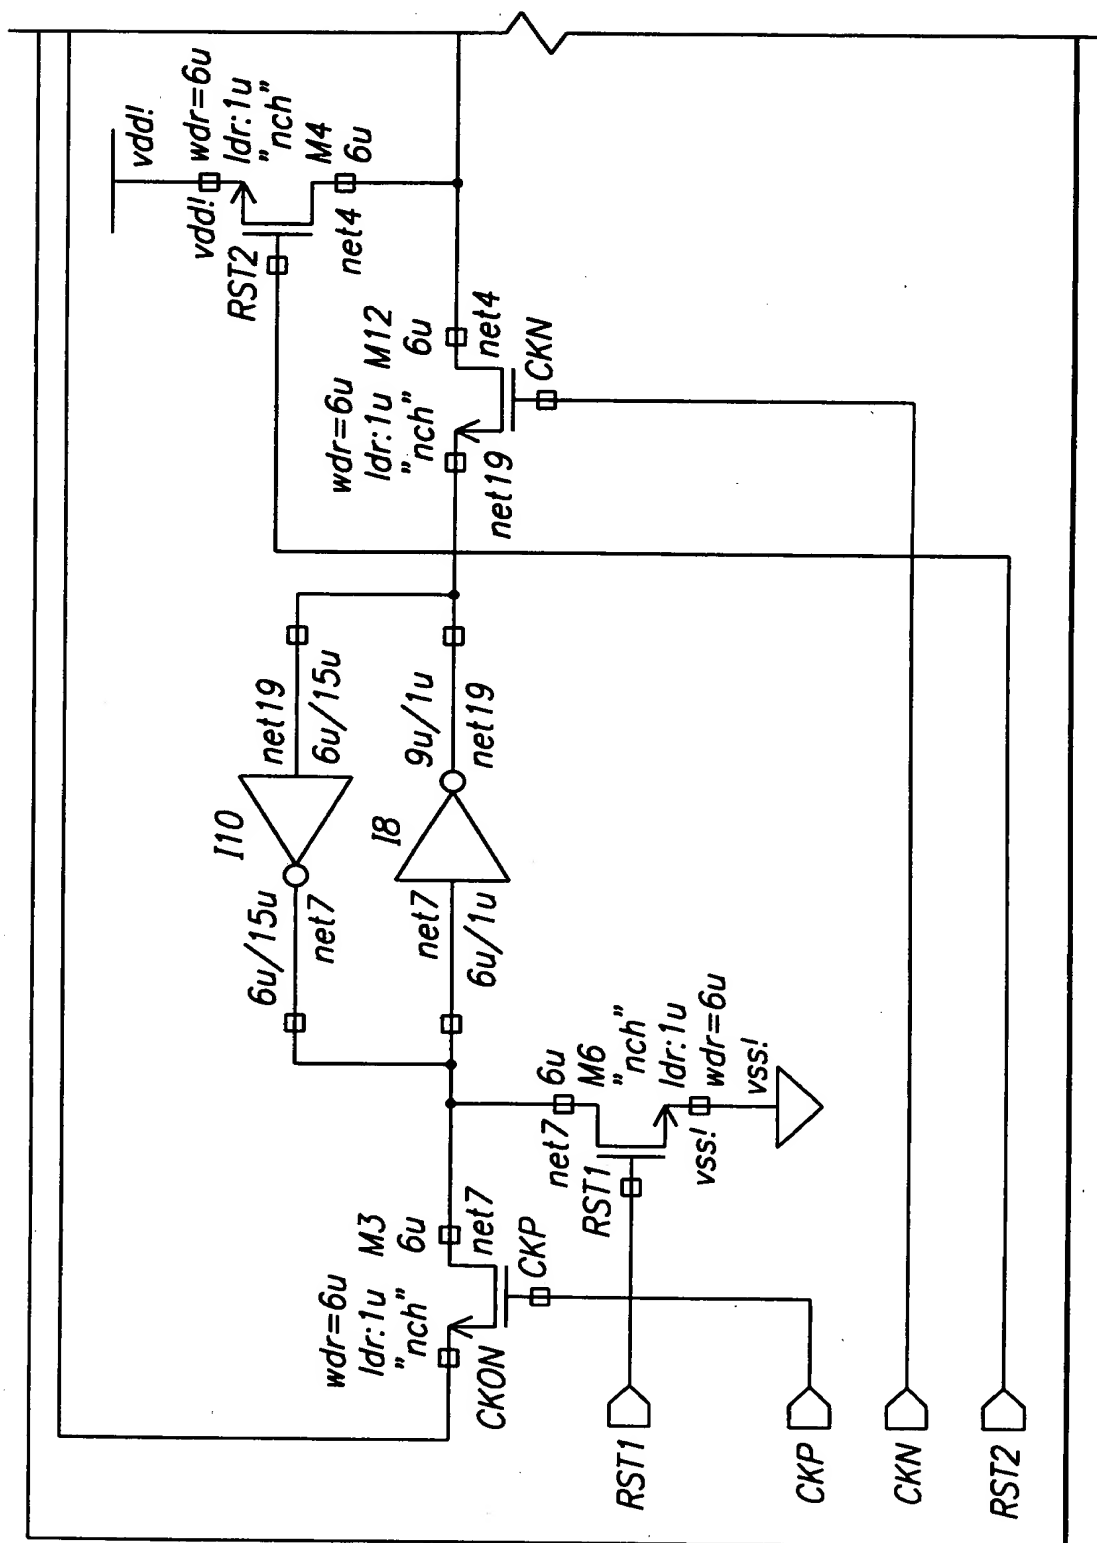 vdd!
wdr=6u
ldr:1u
"nch"
M4
6u
vdd!
RST2
net4
wdr=6u
ldr:1u M12
"nch" 6u
net19
net4
CKN
I10
net19
6u/15u
6u/15u
net7
I8
9u/1u
net19
net7
6u/1u
wdr=6u
ldr:1u M3
"nch" 6u
CKON
net7
CKP
6u
M6
"nch"
ldr:1u
wdr=6u
net7
RST1
vss!
vss!
RST1
CKP
CKN
RST2